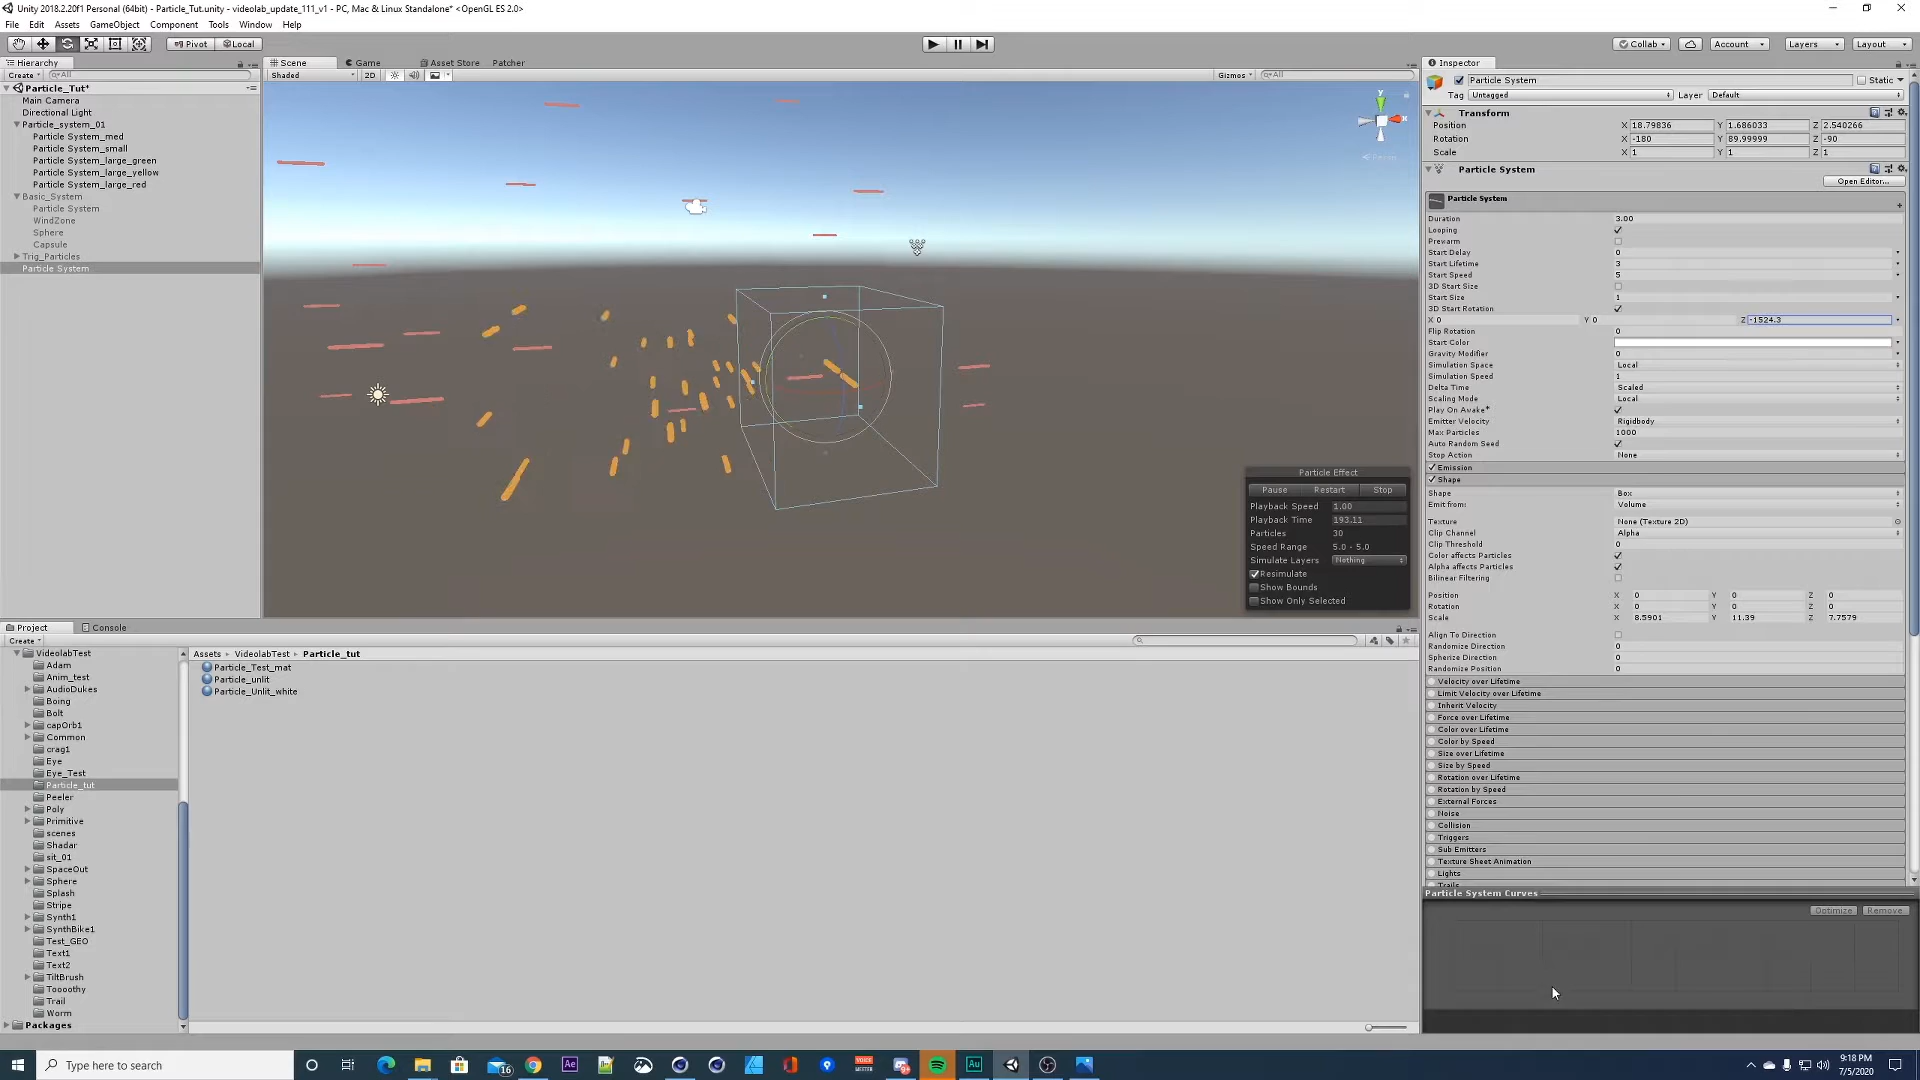 Unity 2018.2.20f1 Personal (64bit) - Particle_Tut.unity - videolab_update_111_v1 - PC, Mac & Linux Standalone* <OpenGL ES 2.0>
File Edit Assets GameObject Component Tools Window Help
Pivot Local Collab Account Layers Layout
Hierarchy
Create All
Particle_Tut*
Main Camera
Directional Light
Particle_system_01
Particle System_med
Particle System_small
Particle System_large_green
Particle System_large_yellow
Particle System_large_red
Basic_System
Particle System
WindZone
Sphere
Capsule
Trig_Particles
Particle System
Scene Game Asset Store Patcher
Shaded 2D Gizmos All
y
x
Persp
Particle Effect
Pause Restart Stop
Playback Speed 1.00
Playback Time 193.11
Particles 30
Speed Range 5.0 - 5.0
Simulate Layers Nothing
Resimulate
Show Bounds
Show Only Selected
Project Console
Create
VideolabTest
Adam
Anim_test
AudioDukes
Boing
Bolt
capOrb1
Common
crag1
Eye
Eye_Test
Particle_tut
Peeler
Poly
Primitive
scenes
Shadar
sit_01
SpaceOut
Sphere
Splash
Stripe
Synth1
SynthBike1
Test_GEO
Text1
Text2
TiltBrush
Toooothy
Trail
Worm
Packages
Assets VideolabTest Particle_tut
Particle_Test_mat
Particle_unlit
Particle_Unlit_white
Inspector
Particle System Static
Tag Untagged Layer Default
Transform
Position X 18.79836 Y 1.686033 Z 2.540266
Rotation X -180 Y 89.99999 Z -90
Scale X 1 Y 1 Z 1
Particle System
Open Editor...
Particle System
Duration 3.00
Looping
Prewarm
Start Delay 0
Start Lifetime 3
Start Speed 5
3D Start Size
Start Size 1
3D Start Rotation
X 0 Y 0 Z -1524.3
Flip Rotation 0
Start Color
Gravity Modifier 0
Simulation Space Local
Simulation Speed 1
Delta Time Scaled
Scaling Mode Local
Play On Awake*
Emitter Velocity Rigidbody
Max Particles 1000
Auto Random Seed
Stop Action None
Emission
Shape
Shape Box
Emit from: Volume
Texture None (Texture 2D)
Clip Channel Alpha
Clip Threshold 0
Color affects Particles
Alpha affects Particles
Bilinear Filtering
Position X 0 Y 0 Z 0
Rotation X 0 Y 0 Z 0
Scale X 8.5901 Y 11.39 Z 7.7579
Align To Direction
Randomize Direction 0
Spherize Direction 0
Randomize Position 0
Velocity over Lifetime
Limit Velocity over Lifetime
Inherit Velocity
Force over Lifetime
Color over Lifetime
Color by Speed
Size over Lifetime
Size by Speed
Rotation over Lifetime
Rotation by Speed
External Forces
Noise
Collision
Triggers
Sub Emitters
Texture Sheet Animation
Lights
Trails
Particle System Curves
Optimize Remove
Type here to search
Ae
16
VOICE
Au
9:18 PM
7/5/2020